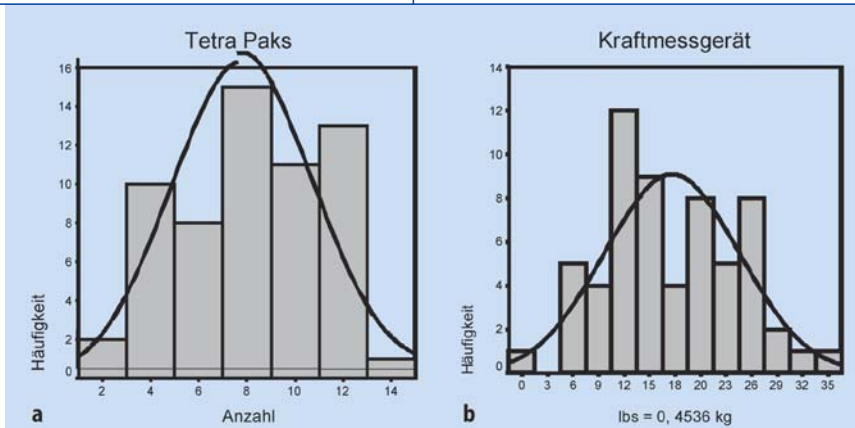 Tetra Paks
16
14
12
10
8
6
4
2
0
Häufigkeit
2 4 6 8 10 12 14
a Anzahl
Kraftmessgerät
14
12
10
8
6
4
2
0
Häufigkeit
0 3 6 9 12 15 18 20 23 26 29 32 35
b lbs = 0, 4536 kg